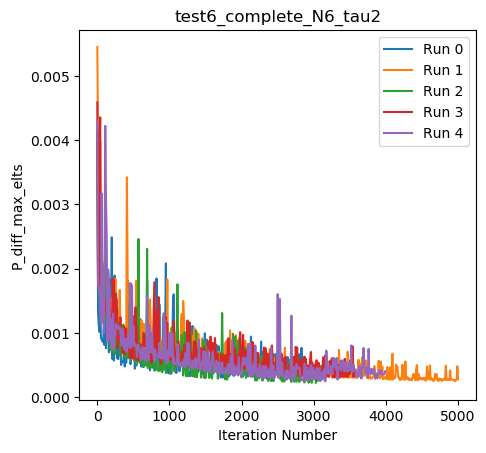 test6_complete_N6_tau2
P_diff_max_elts
0.005
0.004
0.003
0.002
0.001
0.000
Run 0
Run 1
Run 2
Run 3
Run 4
0 1000 2000 3000 4000 5000
Iteration Number